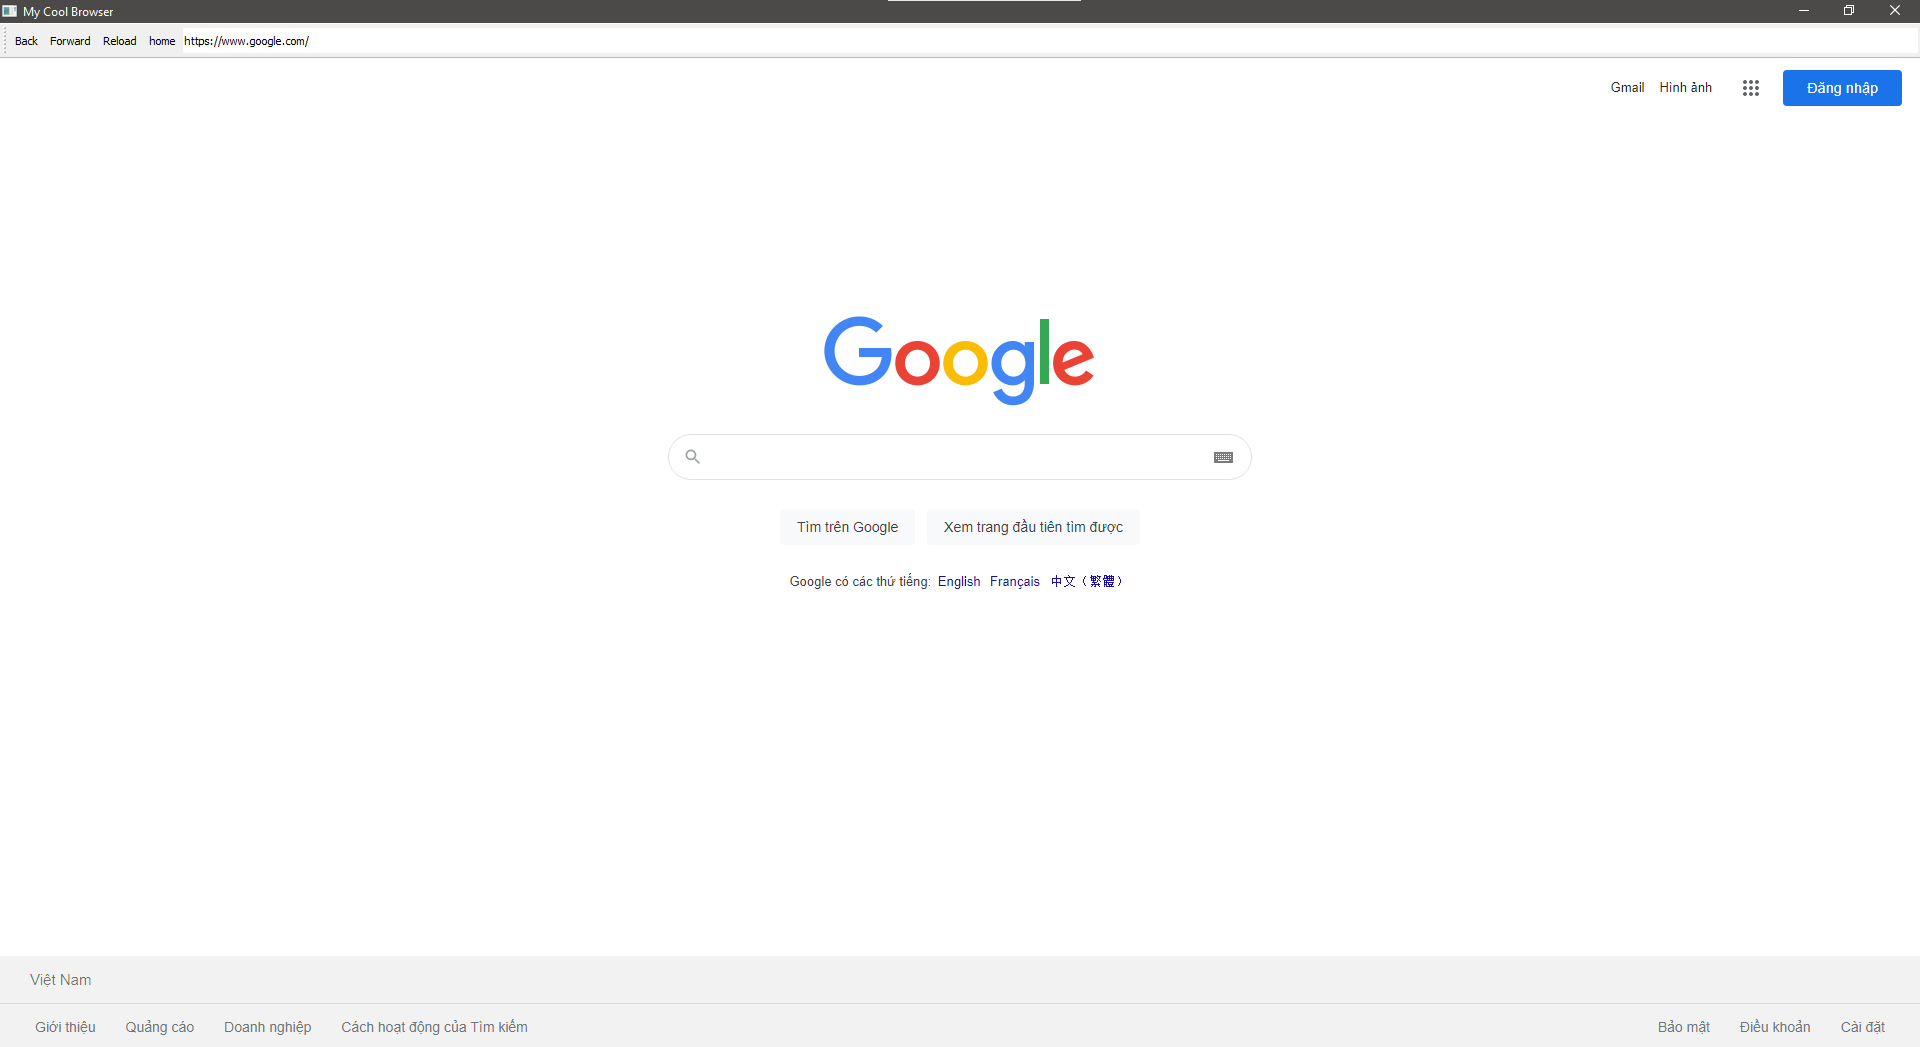 My Cool Browser
Back Forward Reload home https://www.google.com/
Gmail Hình ảnh Đăng nhập
Google
Tìm trên Google Xem trang đầu tiên tìm được
Google có các thứ tiếng: English Français 中文（繁體）
Việt Nam
Giới thiệu Quảng cáo Doanh nghiệp Cách hoạt động của Tìm kiếm Bảo mật Điều khoản Cài đặt